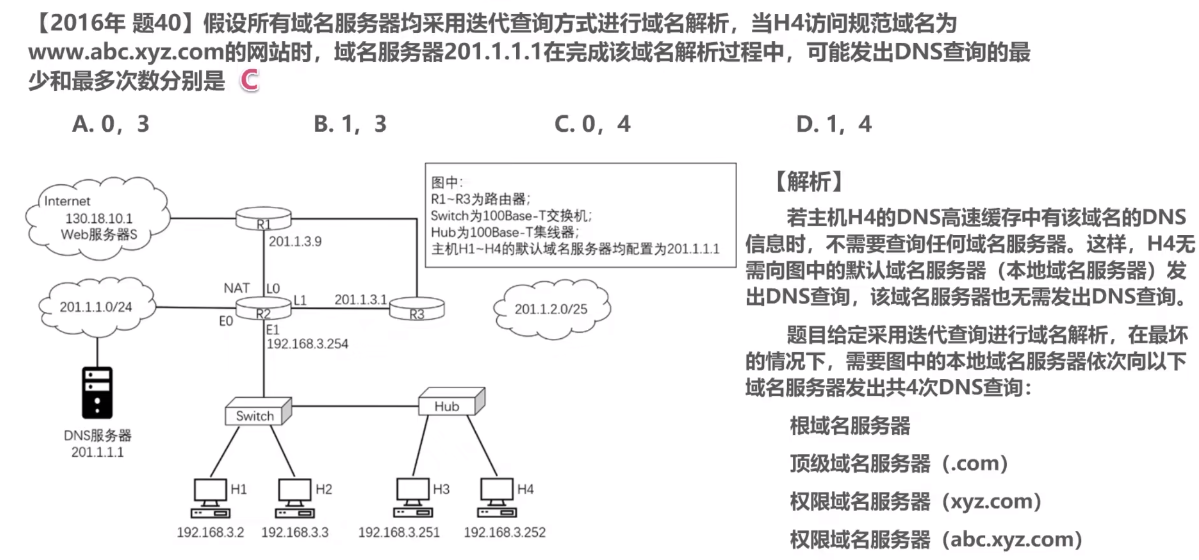 【2016年 题40】假设所有域名服务器均采用迭代查询方式进行域名解析，当H4访问规范域名为
www.abc.xyz.com的网站时，域名服务器201.1.1.1在完成该域名解析过程中，可能发出DNS查询的最
少和最多次数分别是 C
A. 0，3 B. 1，3 C. 0，4 D. 1，4
Internet
130.18.10.1
Web服务器S
R1
201.1.3.9
图中：
R1~R3为路由器；
Switch为100Base-T交换机；
Hub为100Base-T集线器；
主机H1~H4的默认域名服务器均配置为201.1.1.1
201.1.1.0/24
NAT L0
L1
R2
E0
E1
192.168.3.254
201.1.3.1
R3
201.1.2.0/25
DNS服务器
201.1.1.1
Switch
Hub
H1
H2
H3
H4
192.168.3.2
192.168.3.3
192.168.3.251
192.168.3.252
【解析】
若主机H4的DNS高速缓存中有该域名的DNS
信息时，不需要查询任何域名服务器。这样，H4无
需向图中的默认域名服务器（本地域名服务器）发
出DNS查询，该域名服务器也无需发出DNS查询。
题目给定采用迭代查询进行域名解析，在最坏
的情况下，需要图中的本地域名服务器依次向以下
域名服务器发出共4次DNS查询：
根域名服务器
顶级域名服务器（.com）
权限域名服务器（xyz.com）
权限域名服务器（abc.xyz.com）